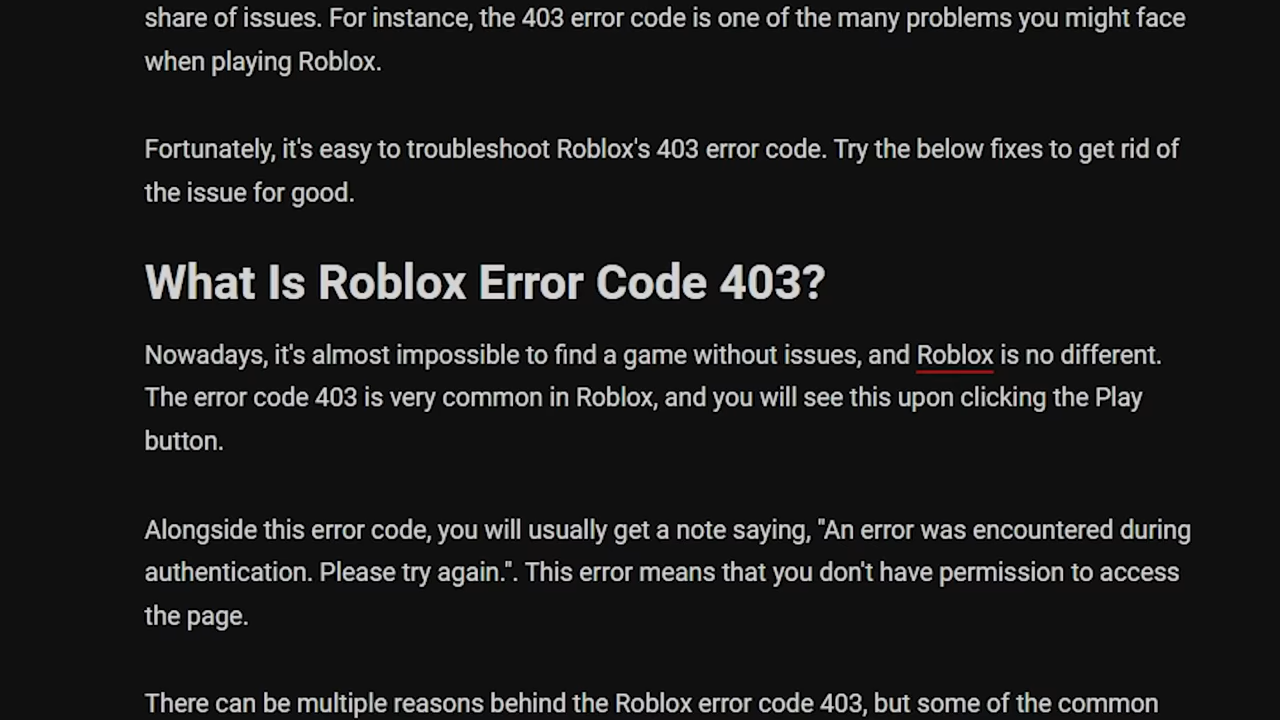 share of issues. For instance, the 403 error code is one of the many problems you might face
when playing Roblox.
Fortunately, it's easy to troubleshoot Roblox's 403 error code. Try the below fixes to get rid of
the issue for good.
What Is Roblox Error Code 403?
Nowadays, it's almost impossible to find a game without issues, and Roblox is no different.
The error code 403 is very common in Roblox, and you will see this upon clicking the Play
button.
Alongside this error code, you will usually get a note saying, "An error was encountered during
authentication. Please try again.". This error means that you don't have permission to access
the page.
There can be multiple reasons behind the Roblox error code 403, but some of the common